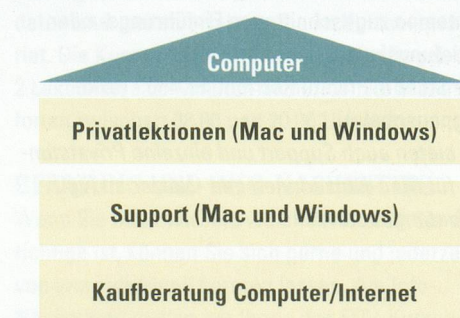 Computer
Privatlektionen (Mac und Windows)
Support (Mac und Windows)
Kaufberatung Computer/Internet